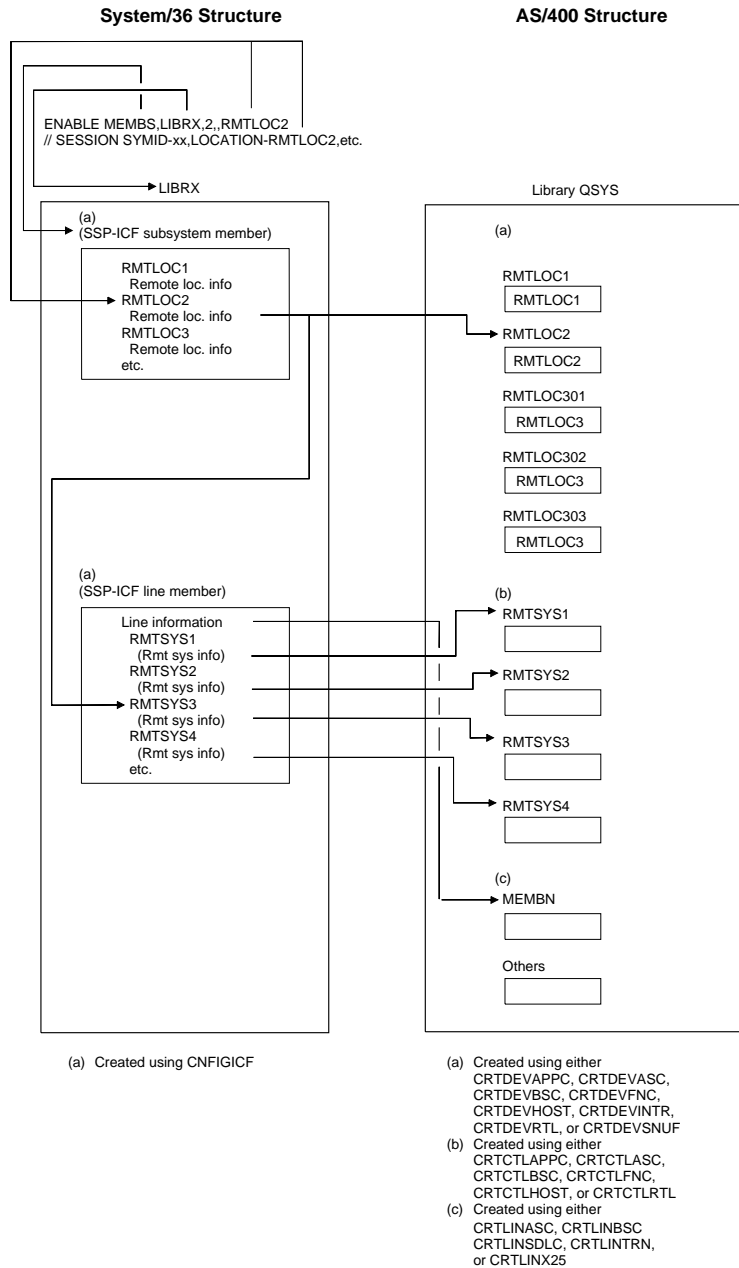 System/36 Structure
AS/400 Structure
ENABLE MEMBS,LIBRX,2,,RMTLOC2
// SESSION SYMID-xx,LOCATION-RMTLOC2,etc.
LIBRX
(a)
(SSP-ICF subsystem member)
RMTLOC1
Remote loc. info
RMTLOC2
Remote loc. info
RMTLOC3
Remote loc. info
etc.
(a)
(SSP-ICF line member)
Line information
RMTSYS1
(Rmt sys info)
RMTSYS2
(Rmt sys info)
RMTSYS3
(Rmt sys info)
RMTSYS4
(Rmt sys info)
etc.
(a) Created using CNFIGICF
Library QSYS
(a)
RMTLOC1
RMTLOC1
RMTLOC2
RMTLOC2
RMTLOC301
RMTLOC3
RMTLOC302
RMTLOC3
RMTLOC303
RMTLOC3
(b)
RMTSYS1
RMTSYS2
RMTSYS3
RMTSYS4
(c)
MEMBN
Others
(a) Created using either
CRTDEVAPPC, CRTDEVASC,
CRTDEVBSC, CRTDEVFNC,
CRTDEVHOST, CRTDEVINTR,
CRTDEVRTL, or CRTDEVSNUF
(b) Created using either
CRTCTLAPPC, CRTCTLASC,
CRTCTLBSC, CRTCTLFNC,
CRTCTLHOST, or CRTCTLRTL
(c) Created using either
CRTLINASC, CRTLINBSC
CRTLINSDLC, CRTLINTRN,
or CRTLINX25